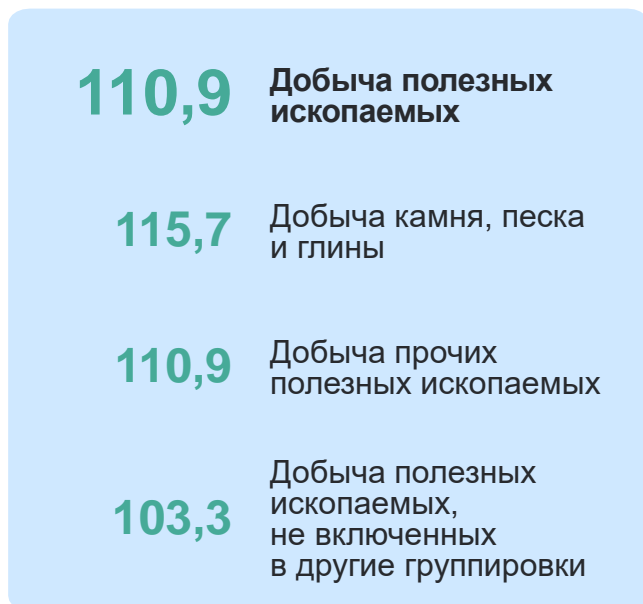 110,9
Добыча полезных
ископаемых
115,7
Добыча камня, песка
и глины
110,9
Добыча прочих
полезных ископаемых
103,3
Добыча полезных
ископаемых,
не включенных
в другие группировки